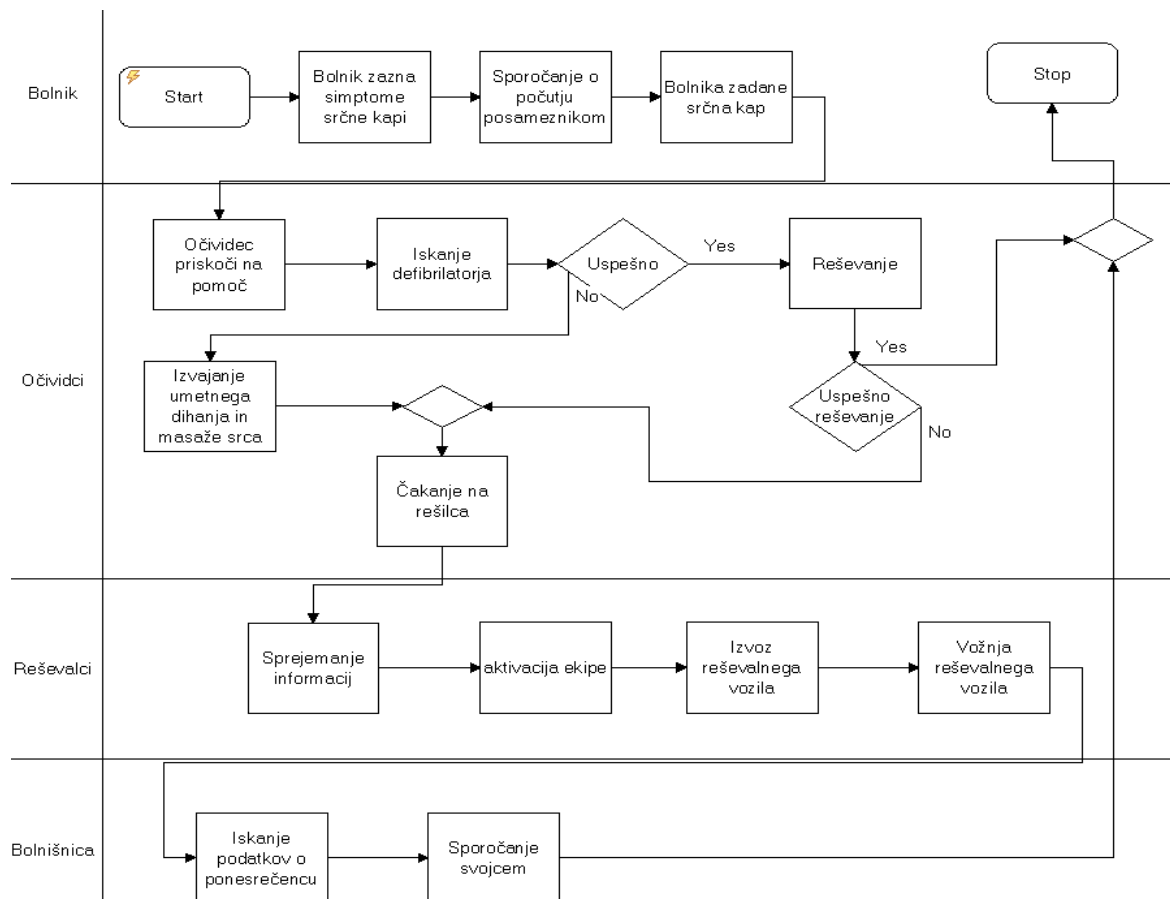 Bolnik
Start
Bolnik zazna
simptome
srčne kapi
Sporočanje o
počutju
posameznikom
Bolnika zadane
srčna kap
Stop
Očividci
Očividec
priskoči na
pomoč
Iskanje
defibrilatorja
Uspešno
Yes
No
Reševanje
Yes
Uspešno
reševanje
No
Izvajanje
umetnega
dihanja in
masaže srca
Čakanje na
rešilca
Reševalci
Sprejemanje
informacij
aktivacija ekipe
Izvoz
reševalnega
vozila
Vožnja
reševalnega
vozila
Bolnišnica
Iskanje
podatkov o
ponesrečencu
Sporočanje
svojcem